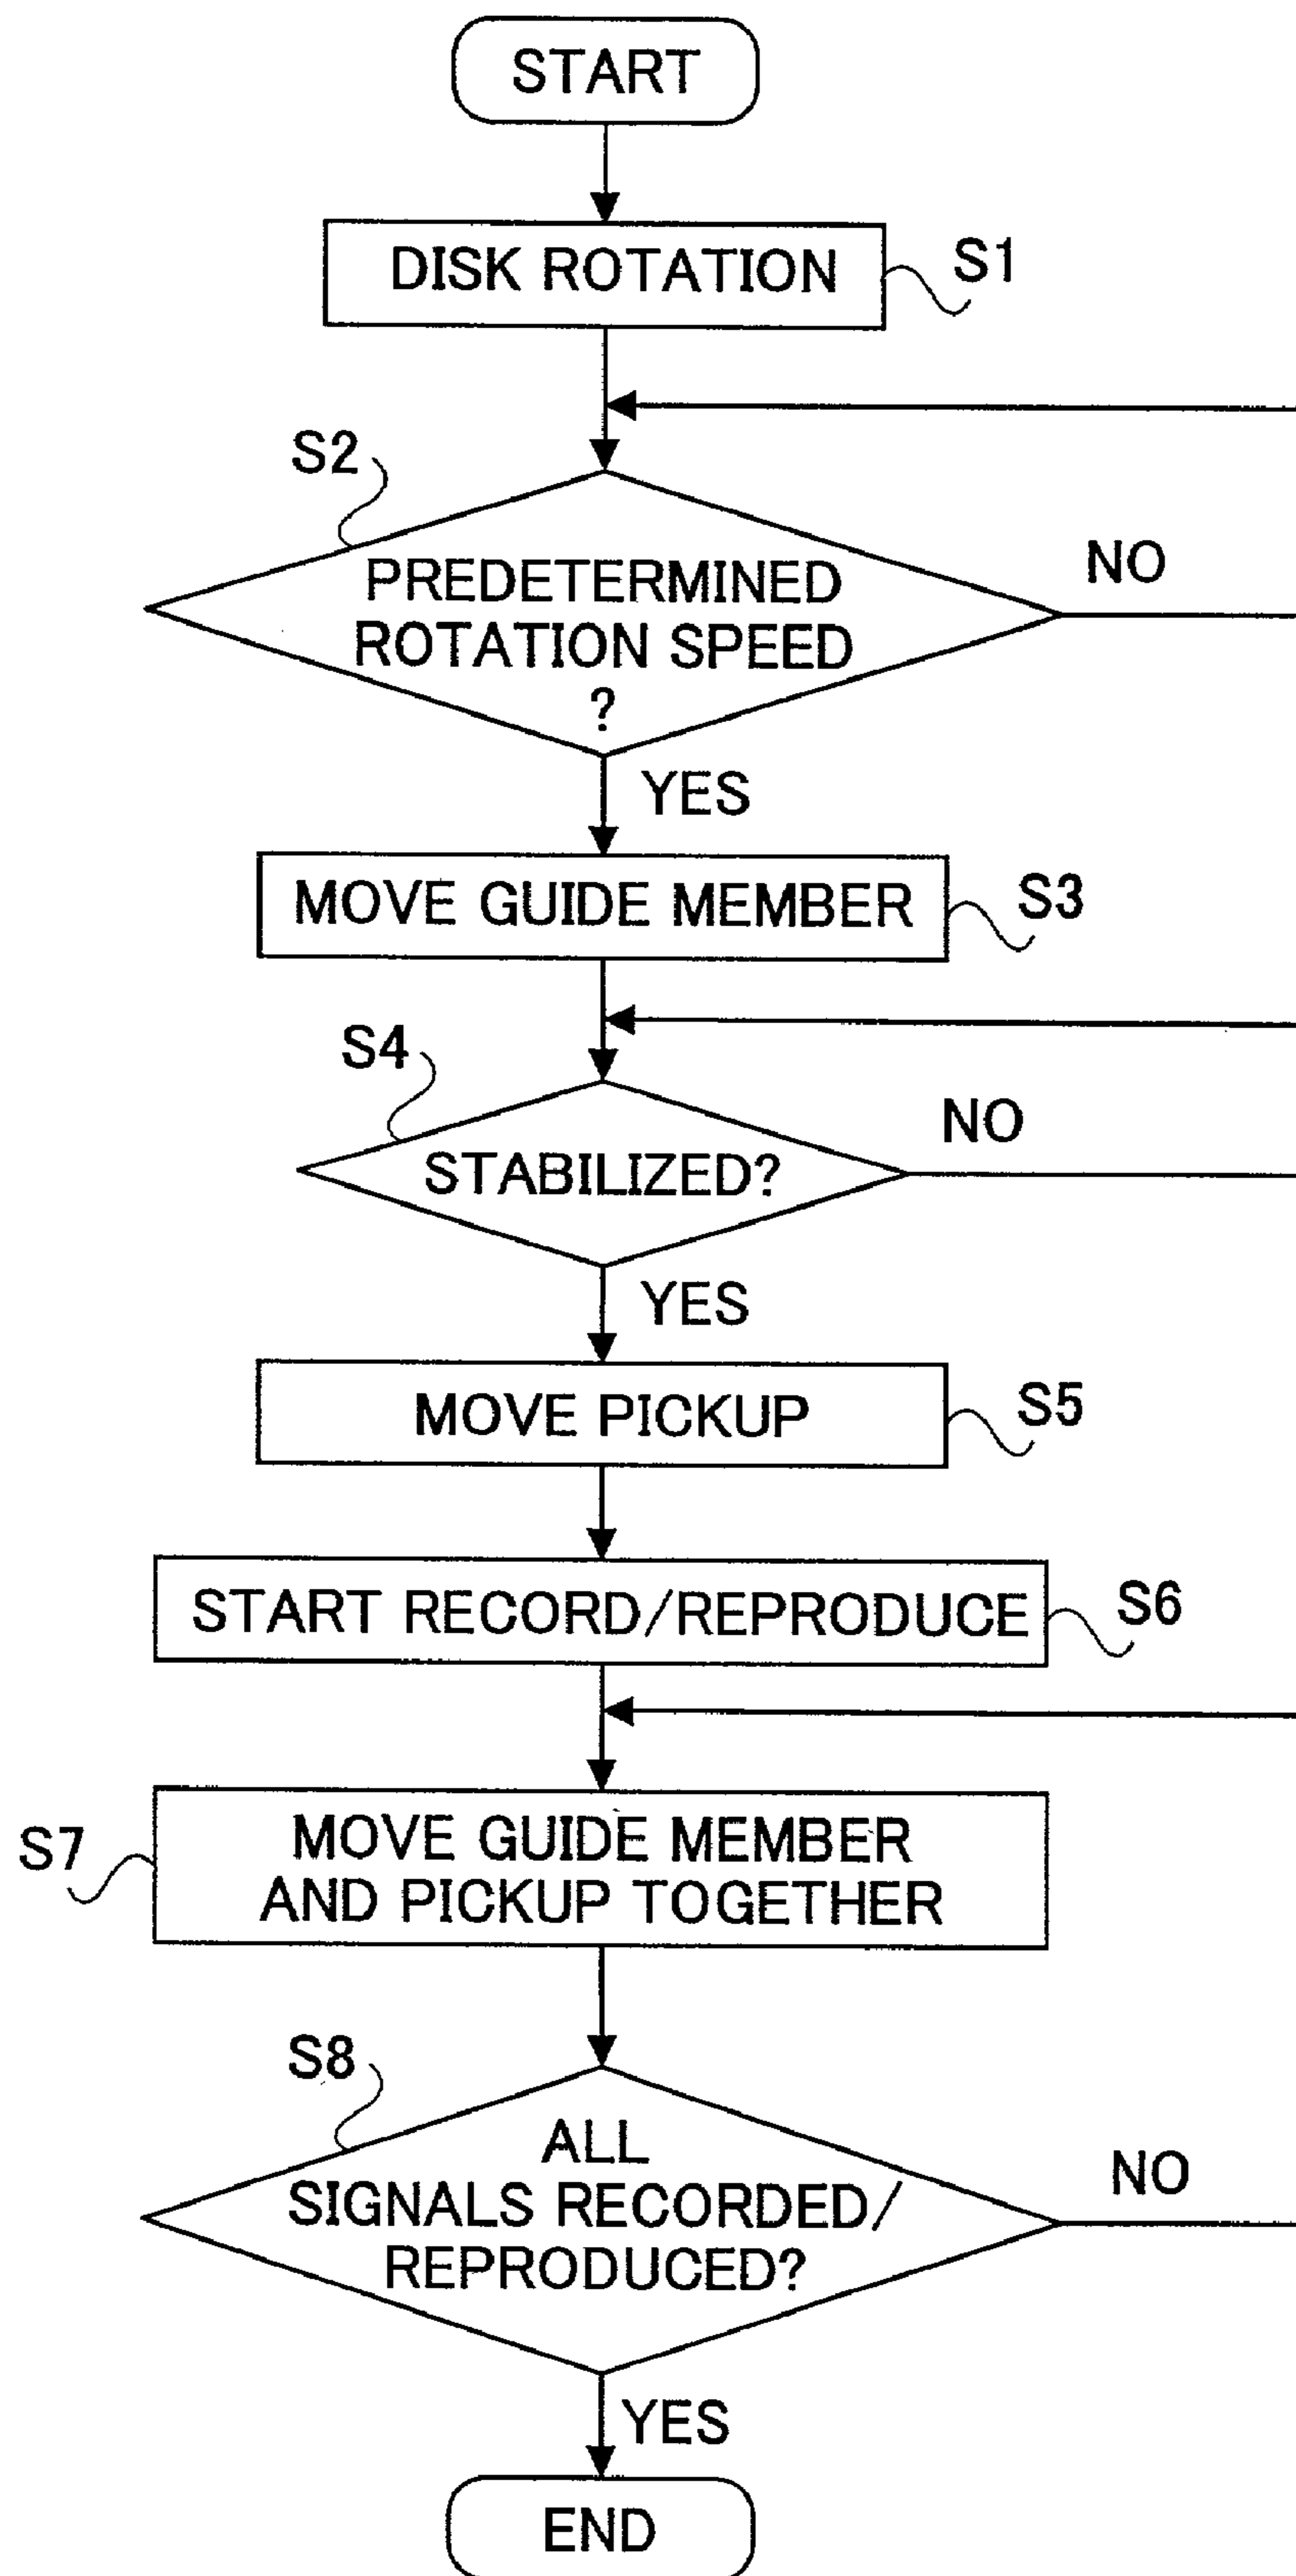 START
DISK ROTATION
S1
S2
PREDETERMINED
ROTATION SPEED
?
NO
YES
MOVE GUIDE MEMBER
S3
S4
STABILIZED?
NO
YES
MOVE PICKUP
S5
START RECORD/REPRODUCE
S6
S7
MOVE GUIDE MEMBER
AND PICKUP TOGETHER
S8
ALL
SIGNALS RECORDED/
REPRODUCED?
NO
YES
END